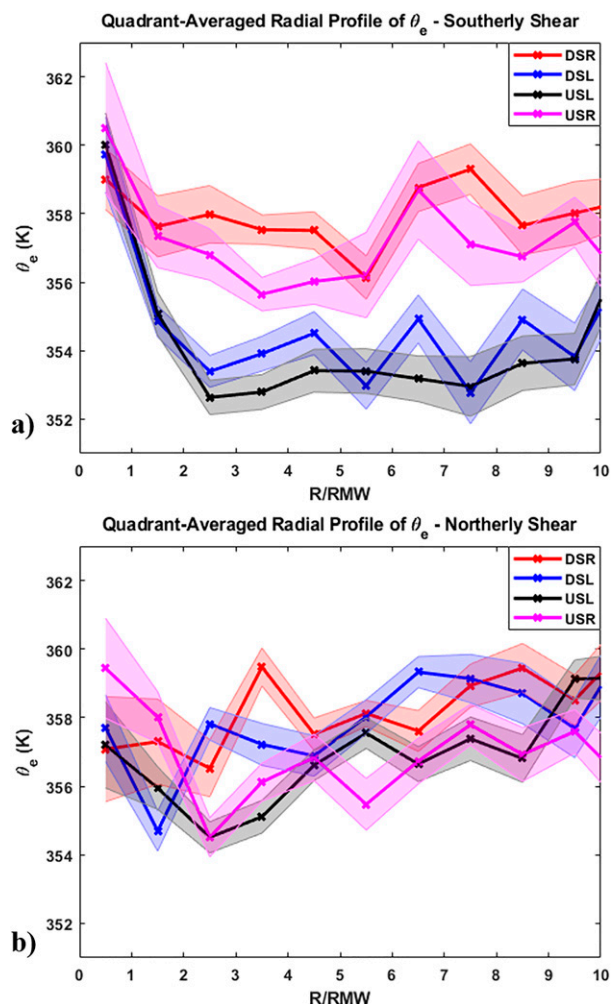 Quadrant-Averaged Radial Profile of θe - Southerly Shear
DSR
DSL
USL
USR
362
360
358
356
354
352
θe (K)
a)
0 1 2 3 4 5 6 7 8 9 10
R/RMW
Quadrant-Averaged Radial Profile of θe - Northerly Shear
DSR
DSL
USL
USR
362
360
358
356
354
352
θe (K)
b)
0 1 2 3 4 5 6 7 8 9 10
R/RMW